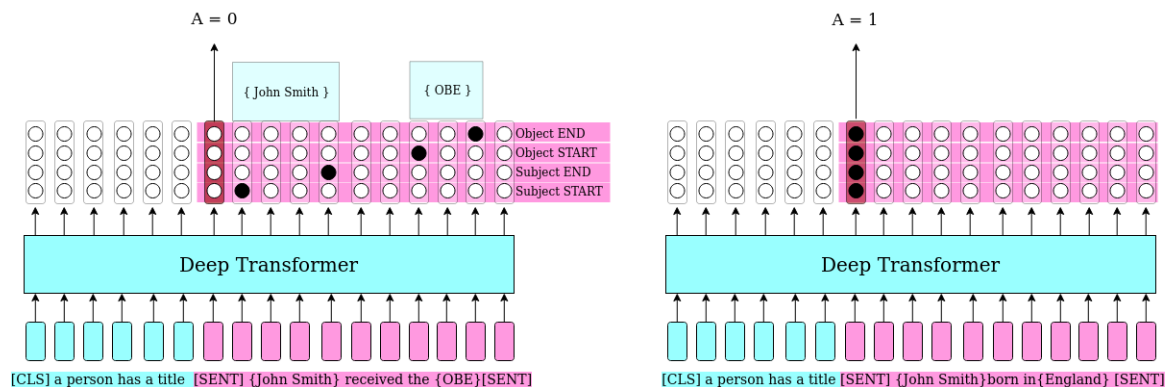 A = 0
{ John Smith }
{ OBE }
Object END
Object START
Subject END
Subject START
Deep Transformer
[CLS] a person has a title [SENT] {John Smith} received the {OBE}[SENT]
A = 1
Deep Transformer
[CLS] a person has a title [SENT] {John Smith}born in{England} [SENT]